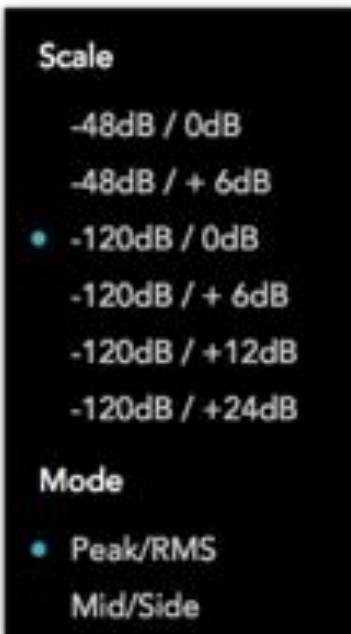 Scale
-48dB / 0dB
-48dB / + 6dB
-120dB / 0dB
-120dB / + 6dB
-120dB / +12dB
-120dB / +24dB
Mode
Peak/RMS
Mid/Side